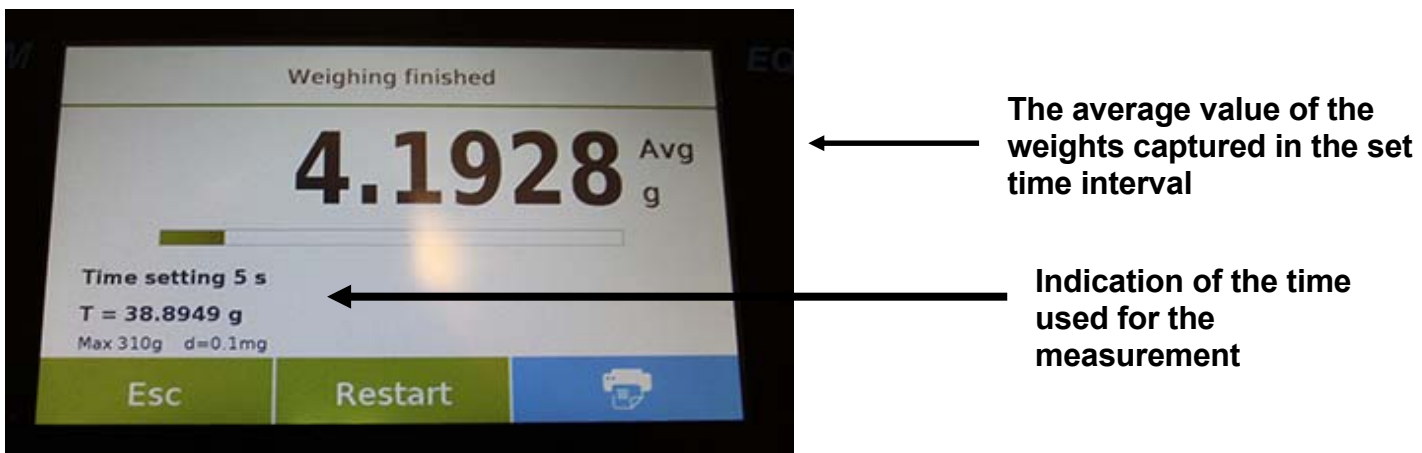 M
EQ
Weighing finished
4.1928 Avg
g
Time setting 5 s
T = 38.8949 g
Max 310g d=0.1mg
Esc
Restart
The average value of the
weights captured in the set
time interval
Indication of the time
used for the
measurement